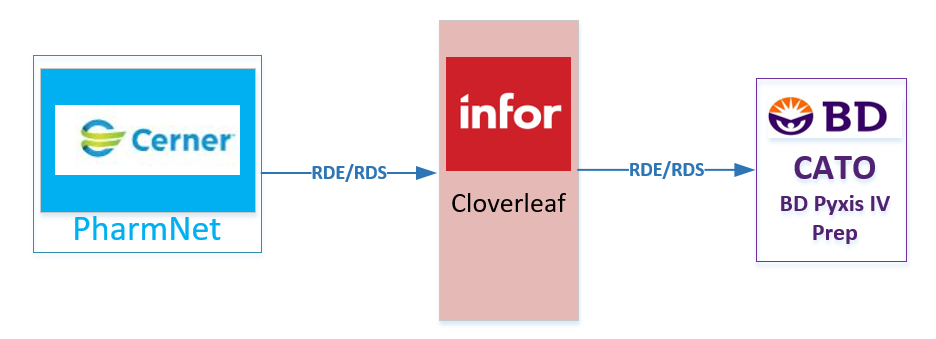 Cerner
PharmNet
RDE/RDS
infor
Cloverleaf
RDE/RDS
BD
CATO
BD Pyxis IV
Prep